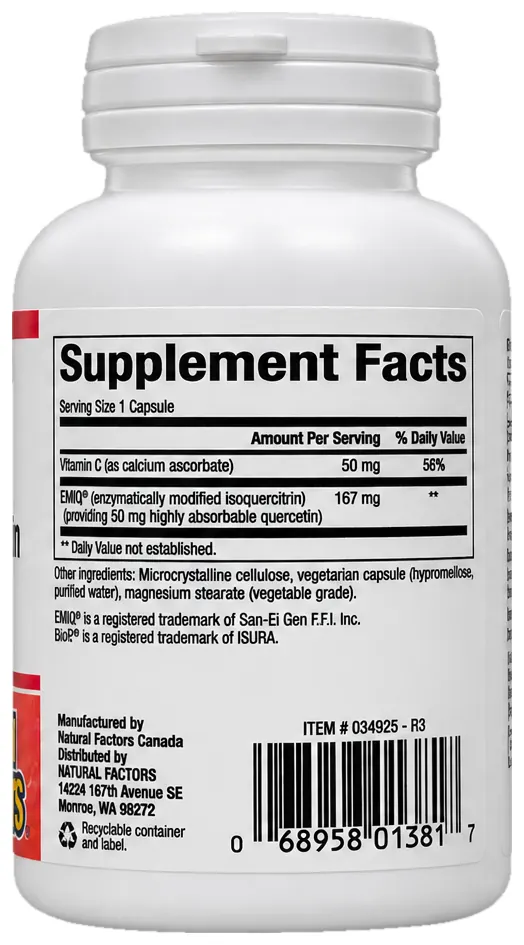 Supplement Facts
Serving Size 1 Capsule
Amount Per Serving % Daily Value
Vitamin C (as calcium ascorbate) 50 mg 56%
EMIQ® (enzymatically modified isoquercitrin) 167 mg **
(providing 50 mg highly absorbable quercetin)
** Daily Value not established.
Other ingredients: Microcrystalline cellulose, vegetarian capsule (hypromellose,
purified water), magnesium stearate (vegetable grade).
EMIQ® is a registered trademark of San-Ei Gen F.F.I. Inc.
is a registered trademark of ISURA.
Manufactured by
Natural Factors Canada
Distributed by
NATURAL FACTORS
14224 167th Avenue SE
Monroe, WA 98272
Recyclable container
and label.
ITEM # 034925 - R3
0 68958 01381 7